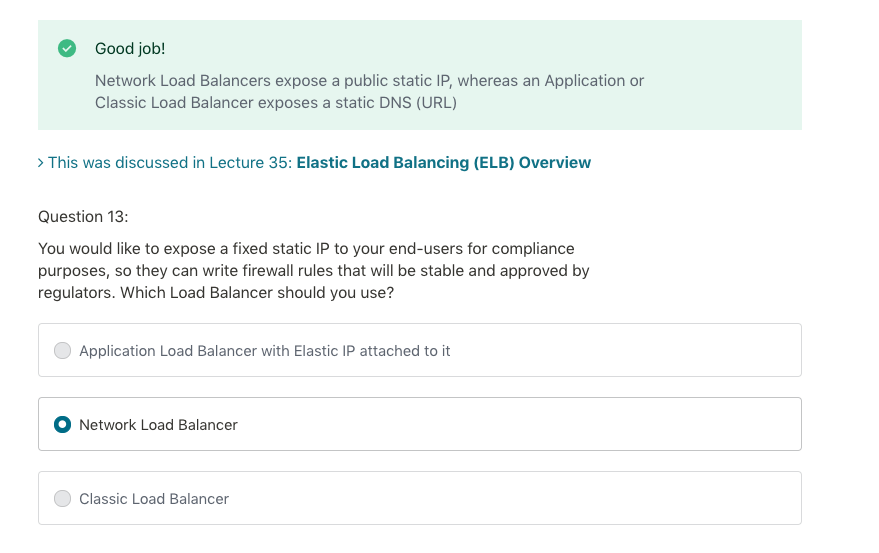 Good job!
Network Load Balancers expose a public static IP, whereas an Application or
Classic Load Balancer exposes a static DNS (URL)
> This was discussed in Lecture 35: Elastic Load Balancing (ELB) Overview
Question 13:
You would like to expose a fixed static IP to your end-users for compliance
purposes, so they can write firewall rules that will be stable and approved by
regulators. Which Load Balancer should you use?
Application Load Balancer with Elastic IP attached to it
Network Load Balancer
Classic Load Balancer